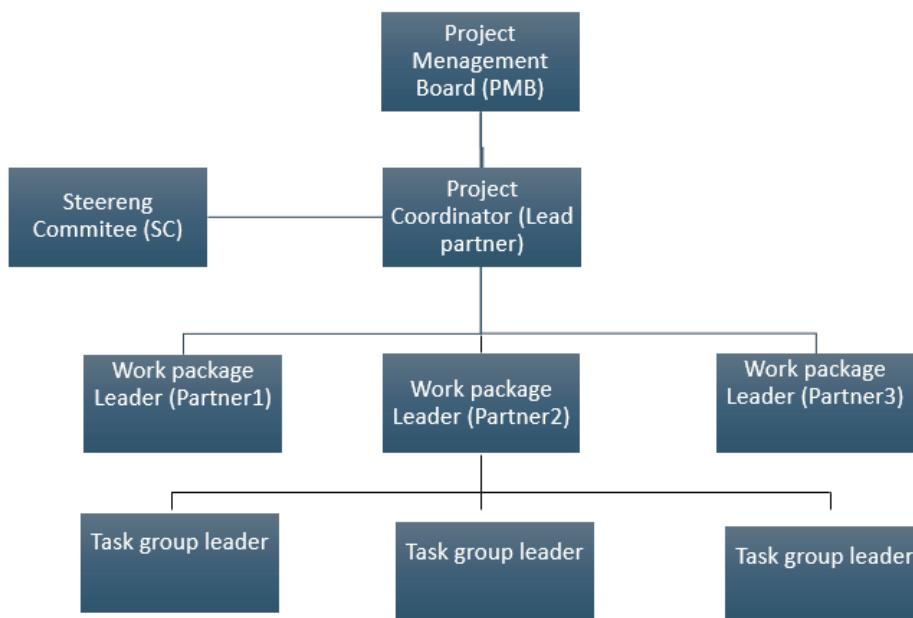 Project
Menagement
Board (PMB)
Steereng
Commitee (SC)
Project
Coordinator (Lead
partner)
Work package
Leader (Partner1)
Work package
Leader (Partner2)
Work package
Leader (Partner3)
Task group leader
Task group leader
Task group leader